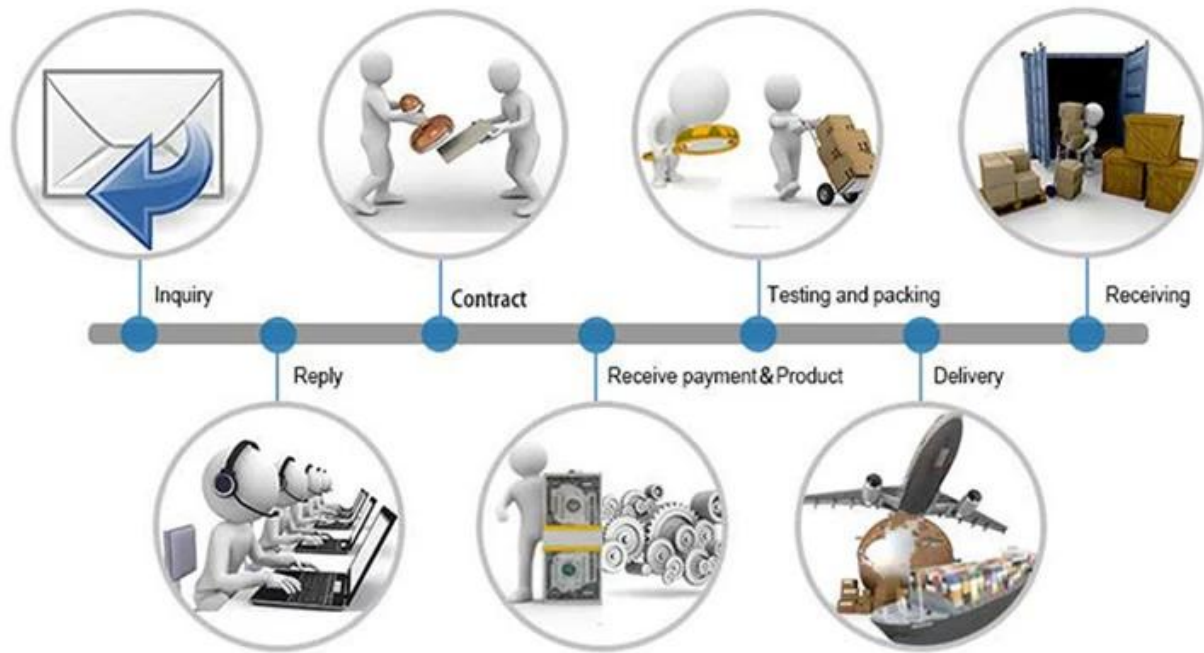 Inquiry
Contract
Testing and packing
Receiving
Reply
Receive payment&Product
Delivery